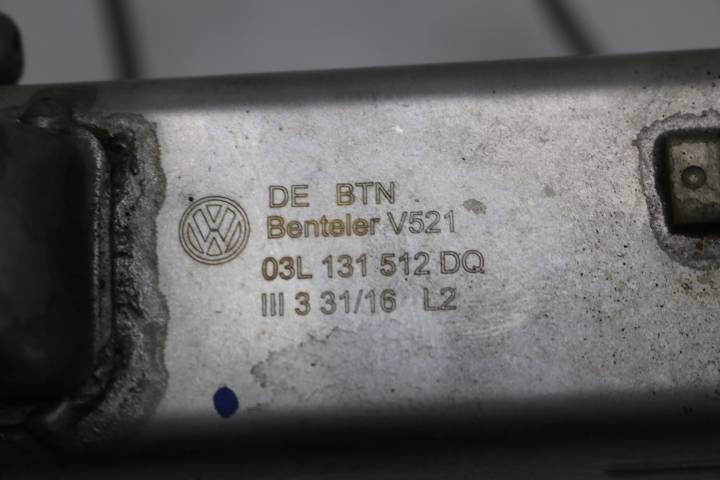 DE BTN
Benteler V521
03L 131 512 DQ
III 3 31/16 L2